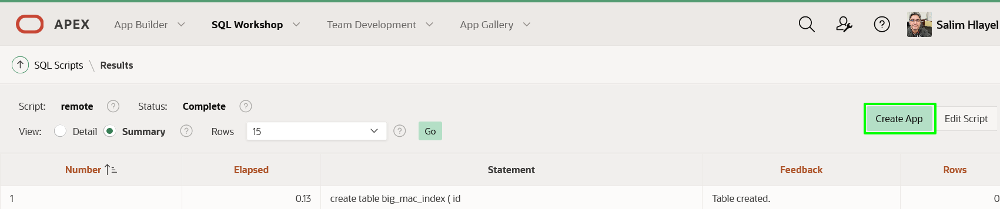 APEX App Builder SQL Workshop Team Development App Gallery ? Salim Hlayel
SQL Scripts \ Results
Script: remote ? Status: Complete ?
Create App Edit Script
View: Detail Summary ? Rows 15 ? Go
Number Elapsed Statement Feedback Rows
1 0.13 create table big_mac_index ( id Table created. 0